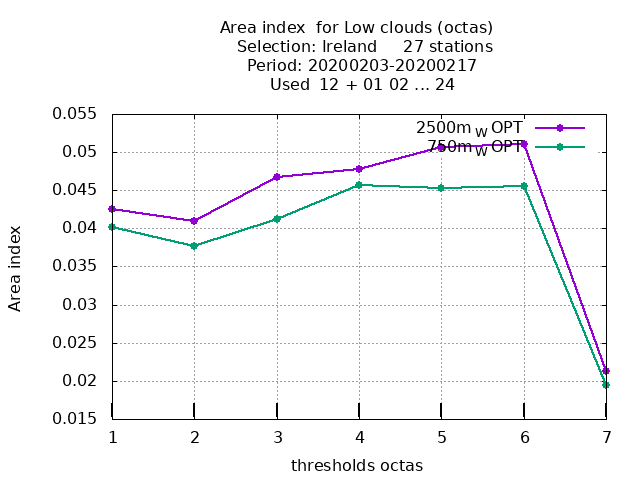 Area index  for Low clouds (octas)
Selection: Ireland     27 stations
Period: 20200203-20200217
Used  12 + 01 02 ... 24
2500m W OPT
750m W OPT
0.055
0.05
0.045
0.04
0.035
0.03
0.025
0.02
0.015
Area index
1 2 3 4 5 6 7
thresholds octas